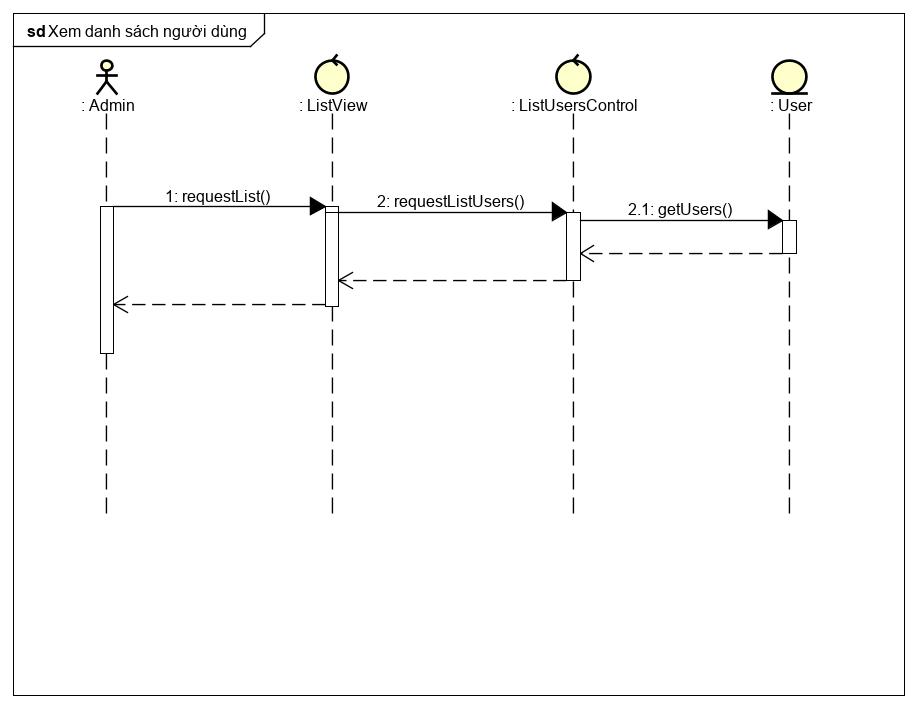 sd Xem danh sách người dùng
: Admin
: ListView
: ListUsersControl
: User
1: requestList()
2: requestListUsers()
2.1: getUsers()